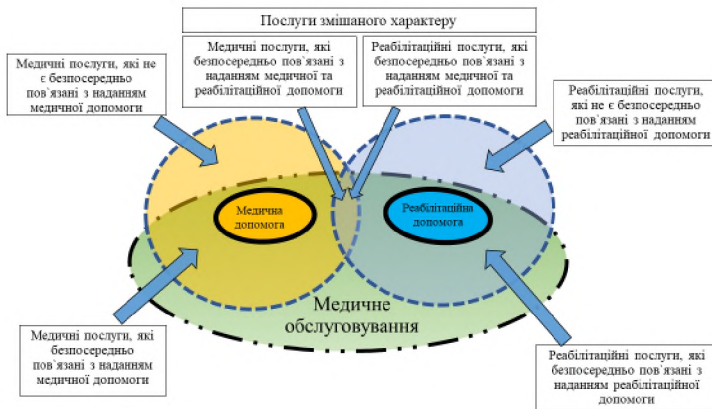 Послуги змішаного характеру
Медичні послуги, які не
є безпосередньо
пов`язані з наданням
медичної допомоги
Медичні послуги, які
безпосередньо пов`язані з
наданням медичної та
реабілітаційної допомоги
Реабілітаційні послуги, які
безпосередньо пов`язані з
наданням медичної та
реабілітаційної допомоги
Реабілітаційні послуги,
які не є безпосередньо
пов`язані з наданням
реабілітаційної допомоги
Медична
допомога
Реабілітаційна
допомога
Медичне
обслуговування
Медичні послуги, які
безпосередньо
пов`язані з наданням
медичної допомоги
Реабілітаційні послуги, які
безпосередньо пов`язані з
наданням реабілітаційної
допомоги